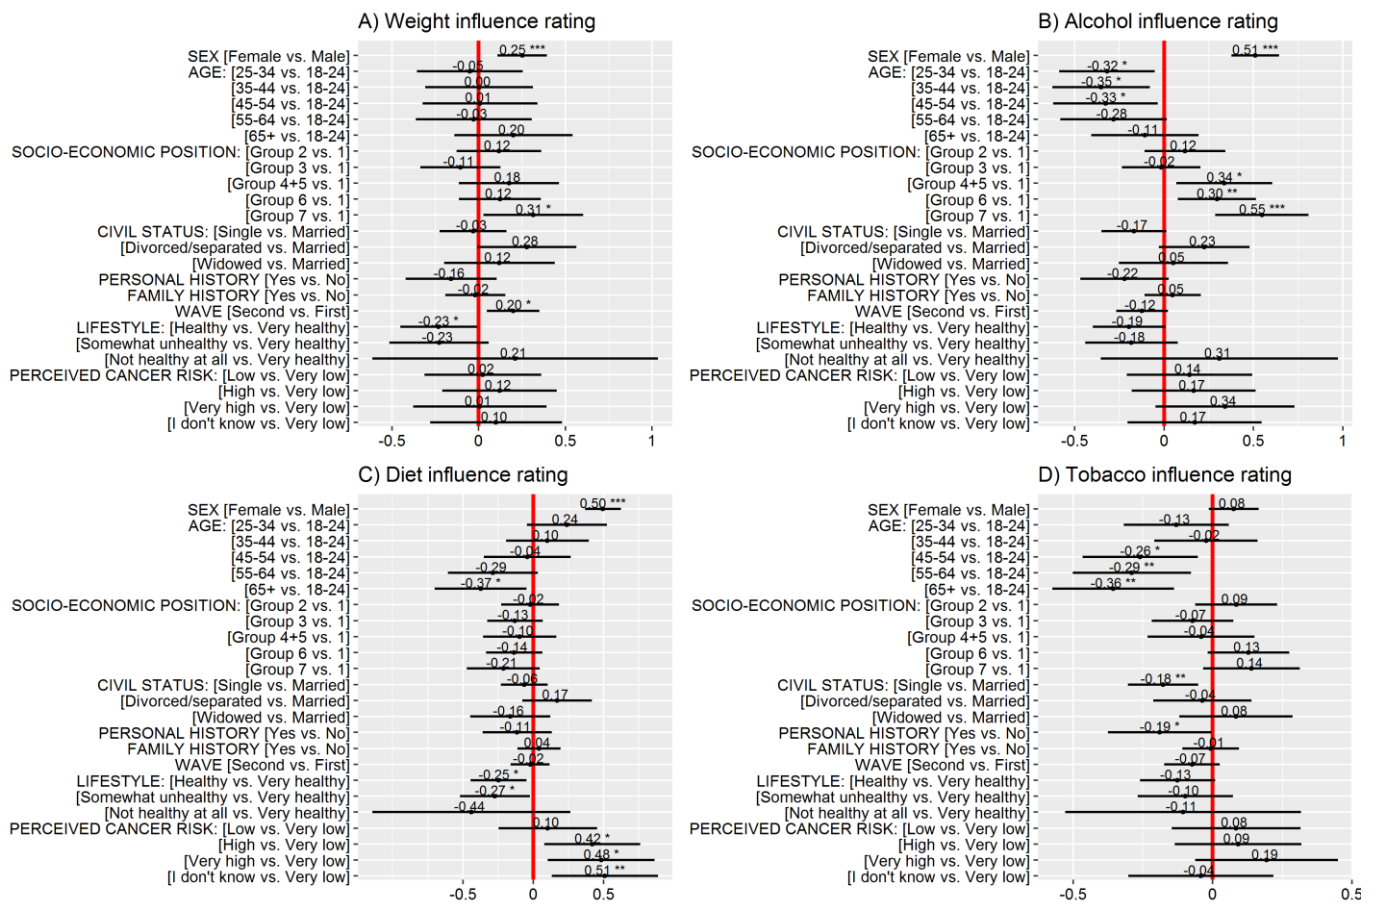 A) Weight influence rating
SEX [Female vs. Male] 0.25 ***
AGE: [25-34 vs. 18-24] -0.05
[35-44 vs. 18-24] 0.00
[45-54 vs. 18-24] 0.01
[55-64 vs. 18-24] -0.03
[65+ vs. 18-24] 0.20
SOCIO-ECONOMIC POSITION: [Group 2 vs. 1] 0.12
[Group 3 vs. 1] -0.11
[Group 4+5 vs. 1] 0.18
[Group 6 vs. 1] 0.12
[Group 7 vs. 1] 0.31 *
CIVIL STATUS: [Single vs. Married] -0.03
[Divorced/separated vs. Married] 0.28
[Widowed vs. Married] 0.12
PERSONAL HISTORY [Yes vs. No] -0.16
FAMILY HISTORY [Yes vs. No] -0.02
WAVE [Second vs. First] 0.20 *
LIFESTYLE: [Healthy vs. Very healthy] -0.23 *
[Somewhat unhealthy vs. Very healthy] -0.23
[Not healthy at all vs. Very healthy] 0.21
PERCEIVED CANCER RISK: [Low vs. Very low] 0.02
[High vs. Very low] 0.12
[Very high vs. Very low] 0.01
[I don't know vs. Very low] 0.10
-0.5 0 0.5 1
B) Alcohol influence rating
SEX [Female vs. Male] 0.51 ***
AGE: [25-34 vs. 18-24] -0.32 *
[35-44 vs. 18-24] -0.35 *
[45-54 vs. 18-24] -0.33 *
[55-64 vs. 18-24] -0.28
[65+ vs. 18-24] -0.11
SOCIO-ECONOMIC POSITION: [Group 2 vs. 1] 0.12
[Group 3 vs. 1] -0.02
[Group 4+5 vs. 1] 0.34 *
[Group 6 vs. 1] 0.30 **
[Group 7 vs. 1] 0.55 ***
CIVIL STATUS: [Single vs. Married] -0.17
[Divorced/separated vs. Married] 0.23
[Widowed vs. Married] 0.05
PERSONAL HISTORY [Yes vs. No] -0.22
FAMILY HISTORY [Yes vs. No] 0.05
WAVE [Second vs. First] -0.12
LIFESTYLE: [Healthy vs. Very healthy] -0.19
[Somewhat unhealthy vs. Very healthy] -0.18
[Not healthy at all vs. Very healthy] 0.31
PERCEIVED CANCER RISK: [Low vs. Very low] 0.14
[High vs. Very low] 0.17
[Very high vs. Very low] 0.34
[I don't know vs. Very low] 0.17
-0.5 0 0.5 1
C) Diet influence rating
SEX [Female vs. Male] 0.50 ***
AGE: [25-34 vs. 18-24] 0.24
[35-44 vs. 18-24] 0.10
[45-54 vs. 18-24] -0.04
[55-64 vs. 18-24] -0.29
[65+ vs. 18-24] -0.37 *
SOCIO-ECONOMIC POSITION: [Group 2 vs. 1] -0.02
[Group 3 vs. 1] -0.13
[Group 4+5 vs. 1] -0.10
[Group 6 vs. 1] -0.14
[Group 7 vs. 1] -0.21
CIVIL STATUS: [Single vs. Married] -0.06
[Divorced/separated vs. Married] 0.17
[Widowed vs. Married] -0.16
PERSONAL HISTORY [Yes vs. No] -0.11
FAMILY HISTORY [Yes vs. No] 0.04
WAVE [Second vs. First] -0.02
LIFESTYLE: [Healthy vs. Very healthy] -0.25 *
[Somewhat unhealthy vs. Very healthy] -0.27 *
[Not healthy at all vs. Very healthy] -0.44
PERCEIVED CANCER RISK: [Low vs. Very low] 0.10
[High vs. Very low] 0.42 *
[Very high vs. Very low] 0.48 *
[I don't know vs. Very low] 0.51 **
-0.5 0 0.5
D) Tobacco influence rating
SEX [Female vs. Male] 0.08
AGE: [25-34 vs. 18-24] -0.13
[35-44 vs. 18-24] -0.02
[45-54 vs. 18-24] -0.26 *
[55-64 vs. 18-24] -0.29 **
[65+ vs. 18-24] -0.36 **
SOCIO-ECONOMIC POSITION: [Group 2 vs. 1] 0.09
[Group 3 vs. 1] -0.07
[Group 4+5 vs. 1] -0.04
[Group 6 vs. 1] 0.13
[Group 7 vs. 1] 0.14
CIVIL STATUS: [Single vs. Married] -0.18 **
[Divorced/separated vs. Married] -0.04
[Widowed vs. Married] 0.08
PERSONAL HISTORY [Yes vs. No] -0.19 *
FAMILY HISTORY [Yes vs. No] -0.01
WAVE [Second vs. First] -0.07
LIFESTYLE: [Healthy vs. Very healthy] -0.13
[Somewhat unhealthy vs. Very healthy] -0.10
[Not healthy at all vs. Very healthy] -0.11
PERCEIVED CANCER RISK: [Low vs. Very low] 0.08
[High vs. Very low] 0.09
[Very high vs. Very low] 0.19
[I don't know vs. Very low] -0.04
-0.5 0 0.5